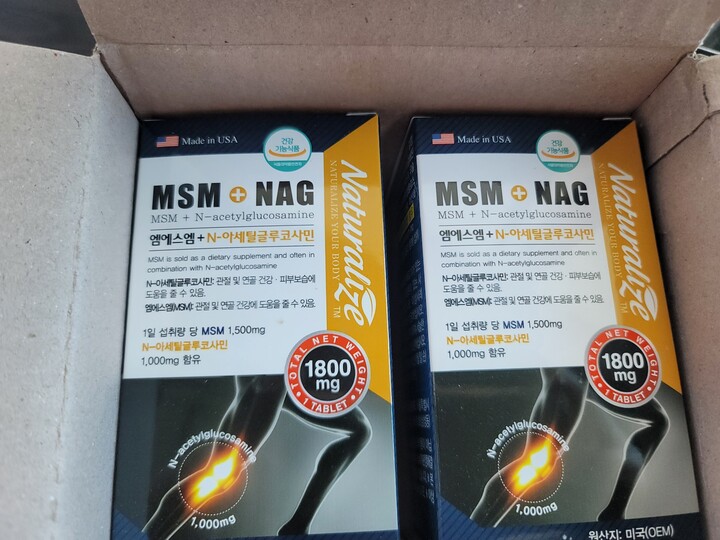 Made in USA
건강
기능식품
Naturalize
TM
NATURALIZE YOUR BODY
MSM + NAG
MSM + N-acetylglucosamine
엠에스엠 + N-아세틸글루코사민
MSM is sold as a dietary supplement and often in
combination with N-acetylglucosamine
N-아세틸글루코사민: 관절 및 연골 건강 · 피부보습에
도움을 줄 수 있음.
엠에스엠(MSM): 관절 및 연골 건강에 도움을 줄 수 있음.
1일 섭취량 당 MSM 1,500mg
N-아세틸글루코사민
1,000mg 함유
TOTAL NET WEIGHT
1800
mg
1 TABLET
N-acetylglucosamine
1,000mg
Made in USA
건강
기능식품
Naturalize
TM
NATURALIZE YOUR BODY
MSM + NAG
MSM + N-acetylglucosamine
엠에스엠 + N-아세틸글루코사민
MSM is sold as a dietary supplement and often in
combination with N-acetylglucosamine
N-아세틸글루코사민: 관절 및 연골 건강 · 피부보습에
도움을 줄 수 있음.
엠에스엠(MSM): 관절 및 연골 건강에 도움을 줄 수 있음.
1일 섭취량 당 MSM 1,500mg
N-아세틸글루코사민
1,000mg 함유
TOTAL NET WEIGHT
1800
mg
1 TABLET
N-acetylglucosamine
1,000mg
원산지: 미국(OEM)